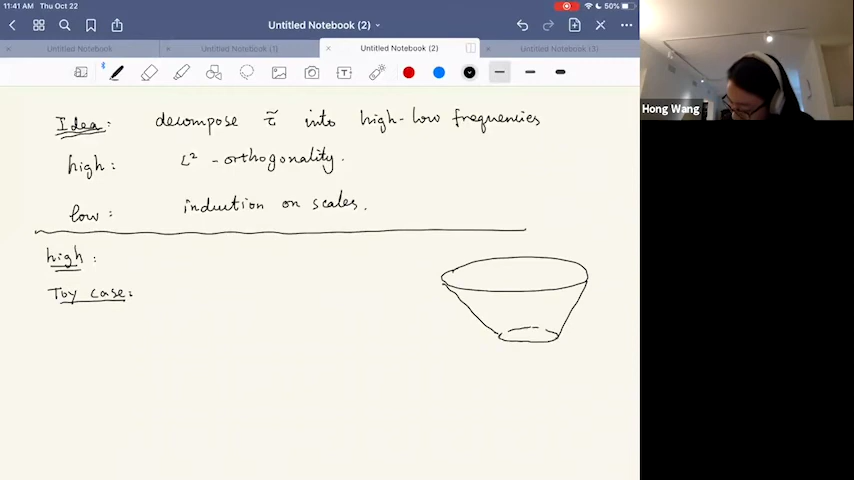 11:41 AM Thu Oct 22
50%
Untitled Notebook (2)
Untitled Notebook
Untitled Notebook (1)
Untitled Notebook (2)
Untitled Notebook (3)
Hong Wang
Idea: decompose τ̃ into high-low frequencies
high: L² -orthogonality.
low: induction on scales.
high:
Toy case: